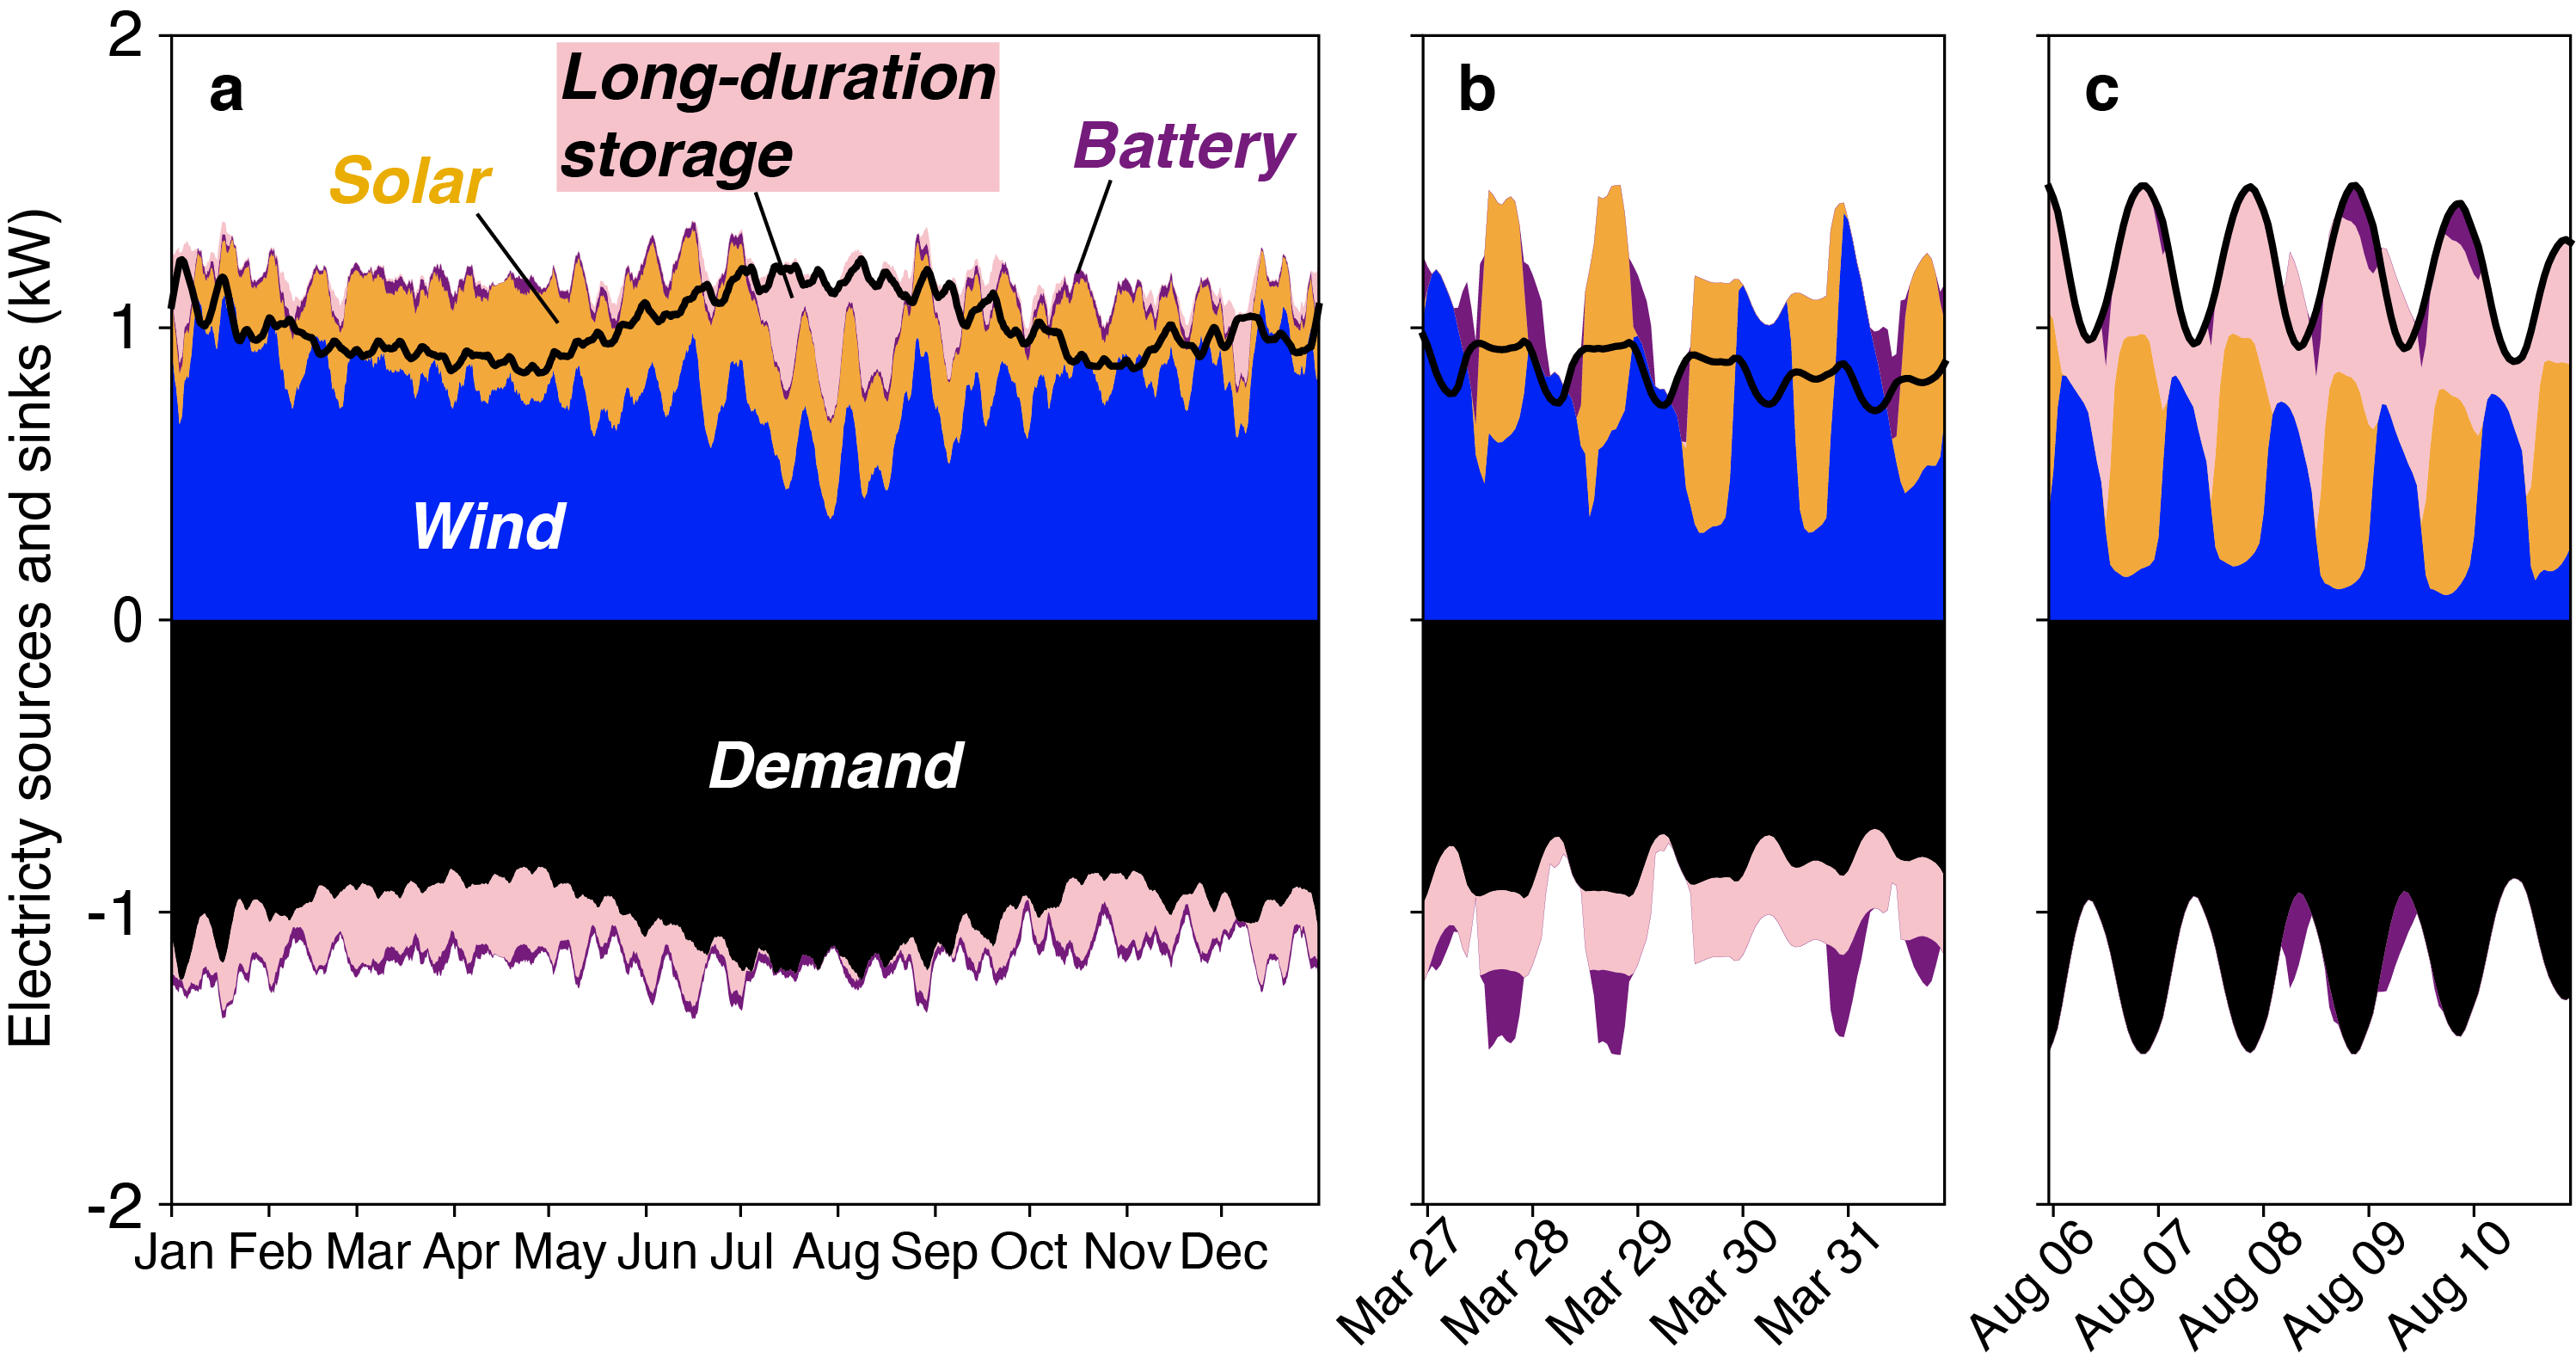 Electricty sources and sinks (kW)
2
1
0
-1
-2
a
Solar
Long-duration
storage
Battery
Wind
Demand
Jan Feb Mar Apr May Jun Jul Aug Sep Oct Nov Dec
b
Mar 27 Mar 28 Mar 29 Mar 30 Mar 31
c
Aug 06 Aug 07 Aug 08 Aug 09 Aug 10